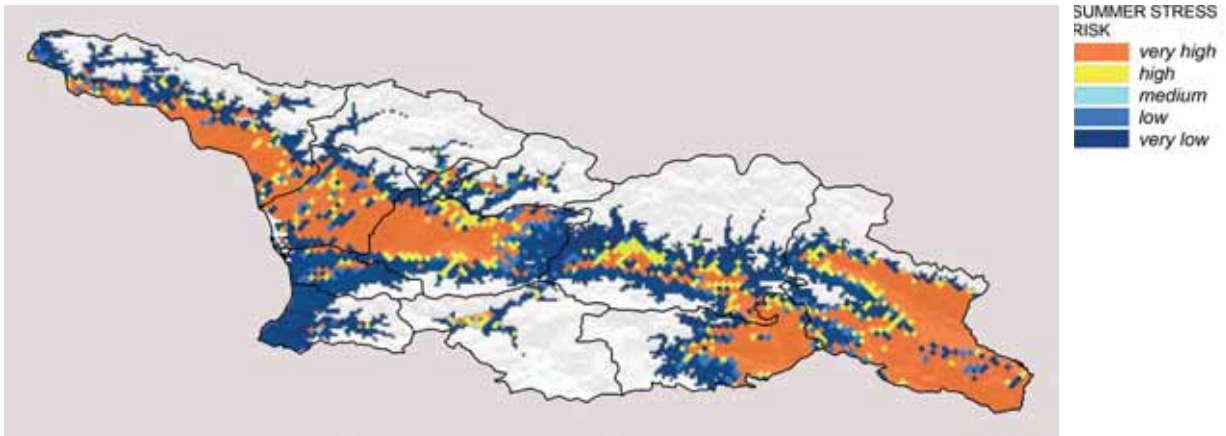 SUMMER STRESS
RISK
very high
high
medium
low
very low